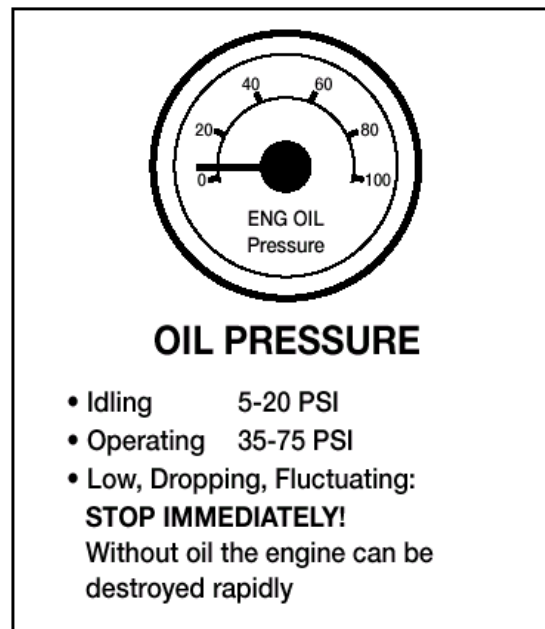 40 60
20 80
0 100
ENG OIL
Pressure
OIL PRESSURE
• Idling 5-20 PSI
• Operating 35-75 PSI
• Low, Dropping, Fluctuating:
STOP IMMEDIATELY!
Without oil the engine can be
destroyed rapidly